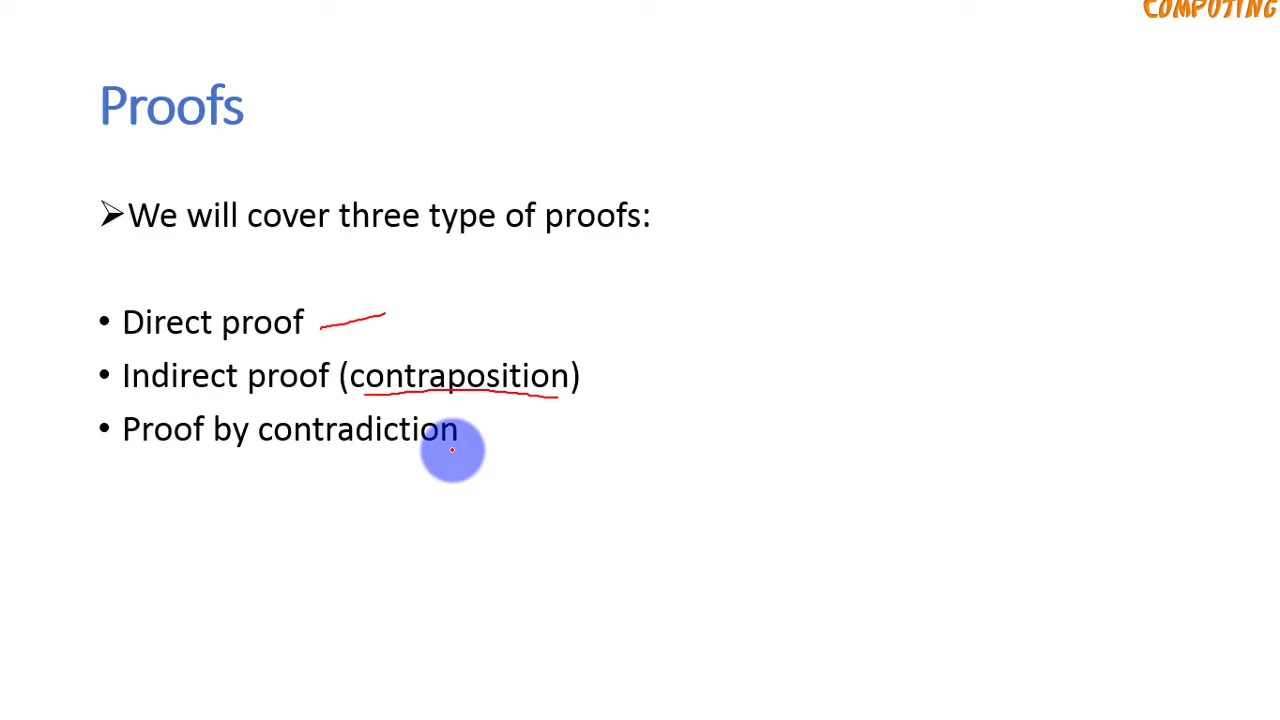 COMPUTING
Proofs
➢We will cover three type of proofs:
• Direct proof
• Indirect proof (contraposition)
• Proof by contradiction